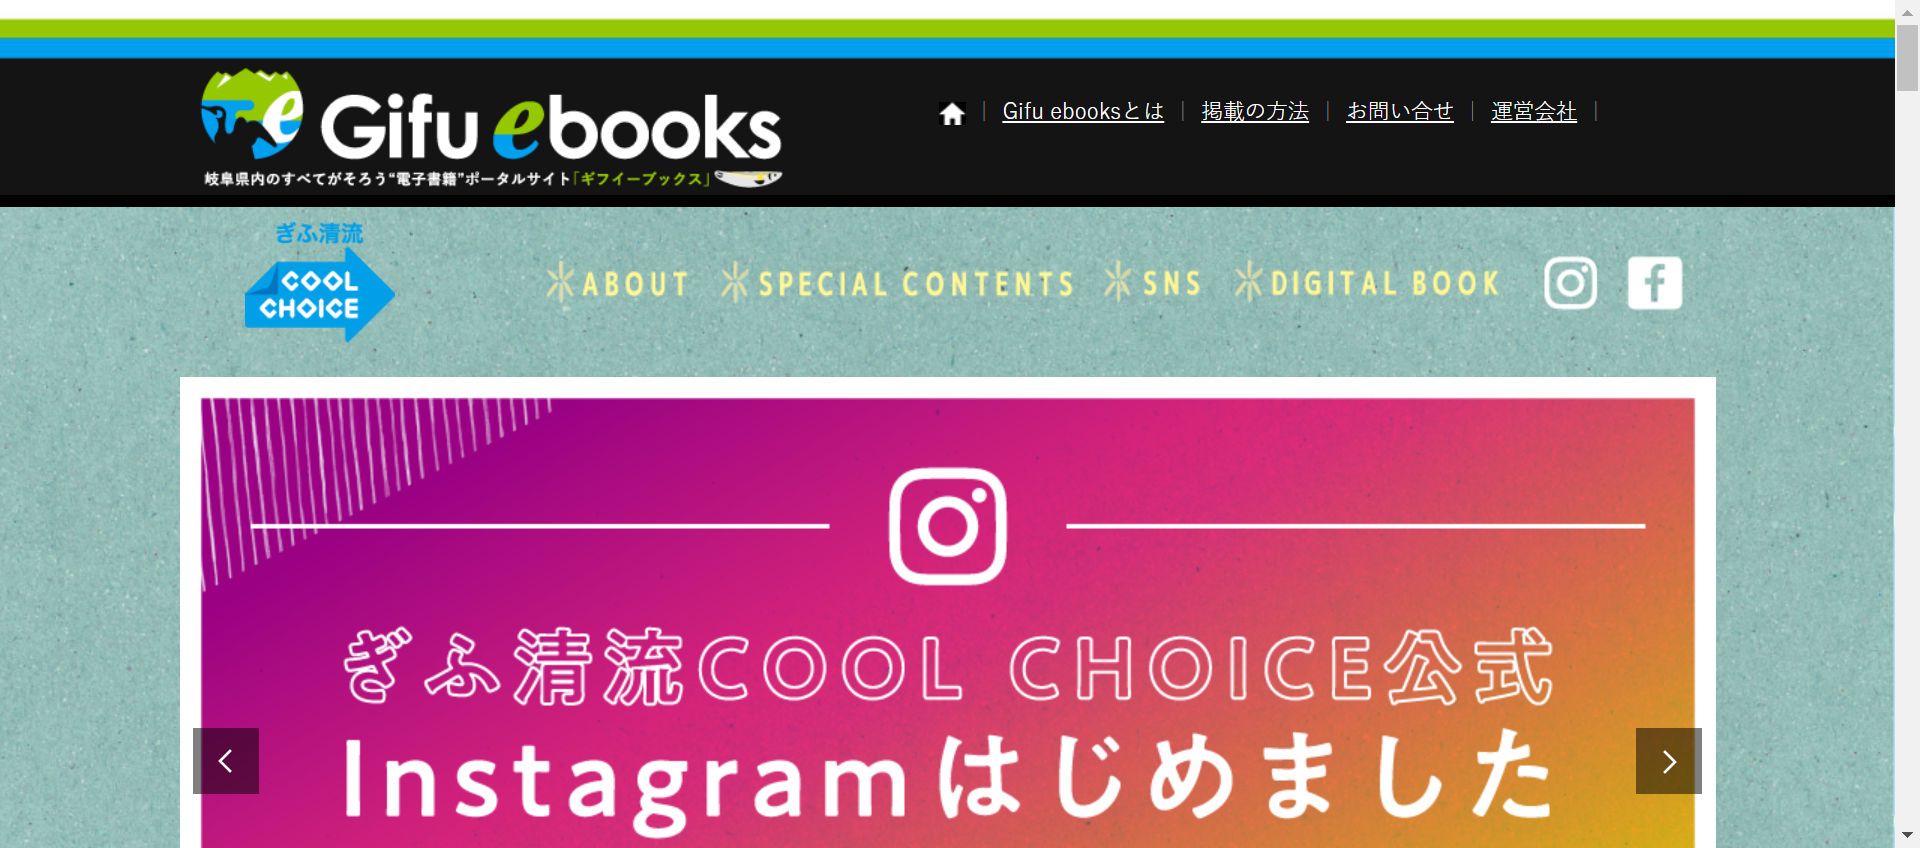 Gifu ebooks
岐阜県内のすべてがそろう“電子書籍”ポータルサイト「ギフイーブックス」
Gifu ebooksとは
掲載の方法
お問い合せ
運営会社
ぎふ清流
COOL
CHOICE
ABOUT
SPECIAL CONTENTS
SNS
DIGITAL BOOK
ぎふ清流COOL CHOICE公式
Instagramはじめました